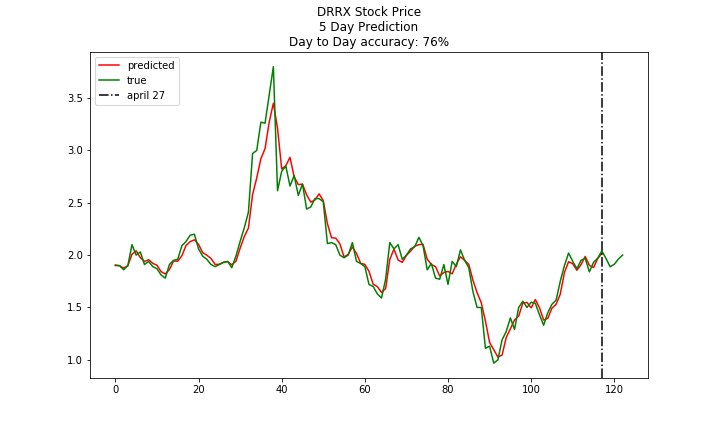 DRRX Stock Price
5 Day Prediction
Day to Day accuracy: 76%
predicted
true
april 27
3.5
3.0
2.5
2.0
1.5
1.0
0
20
40
60
80
100
120